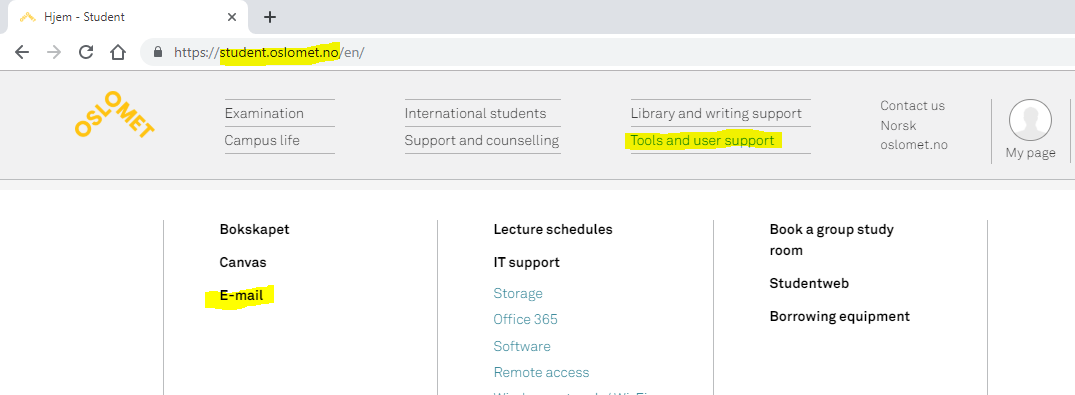 Hjem - Student
https://student.oslomet.no/en/
OSLOMET
Examination
Campus life
International students
Support and counselling
Library and writing support
Tools and user support
Contact us
Norsk
oslomet.no
My page
Bokskapet
Canvas
E-mail
Lecture schedules
IT support
Storage
Office 365
Software
Remote access
Book a group study
room
Studentweb
Borrowing equipment